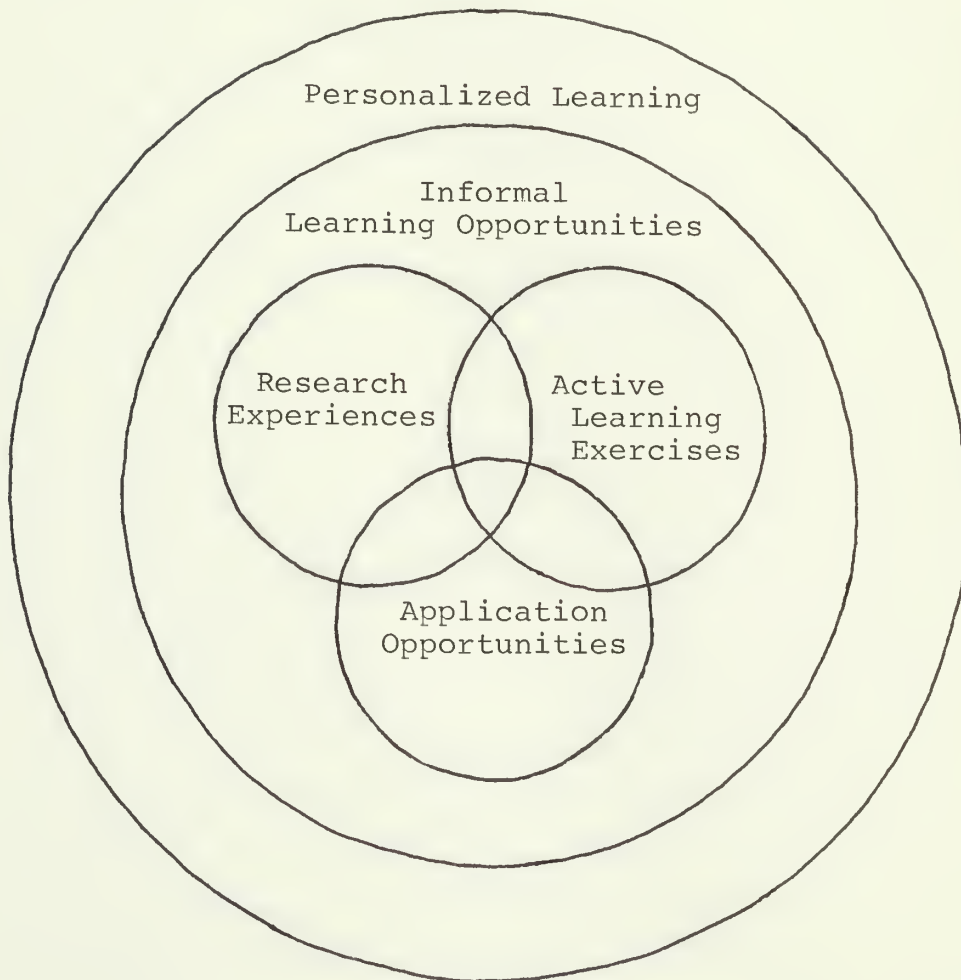 Personalized Learning
Informal
Learning Opportunities
Research
Experiences
Active
Learning
Exercises
Application
Opportunities